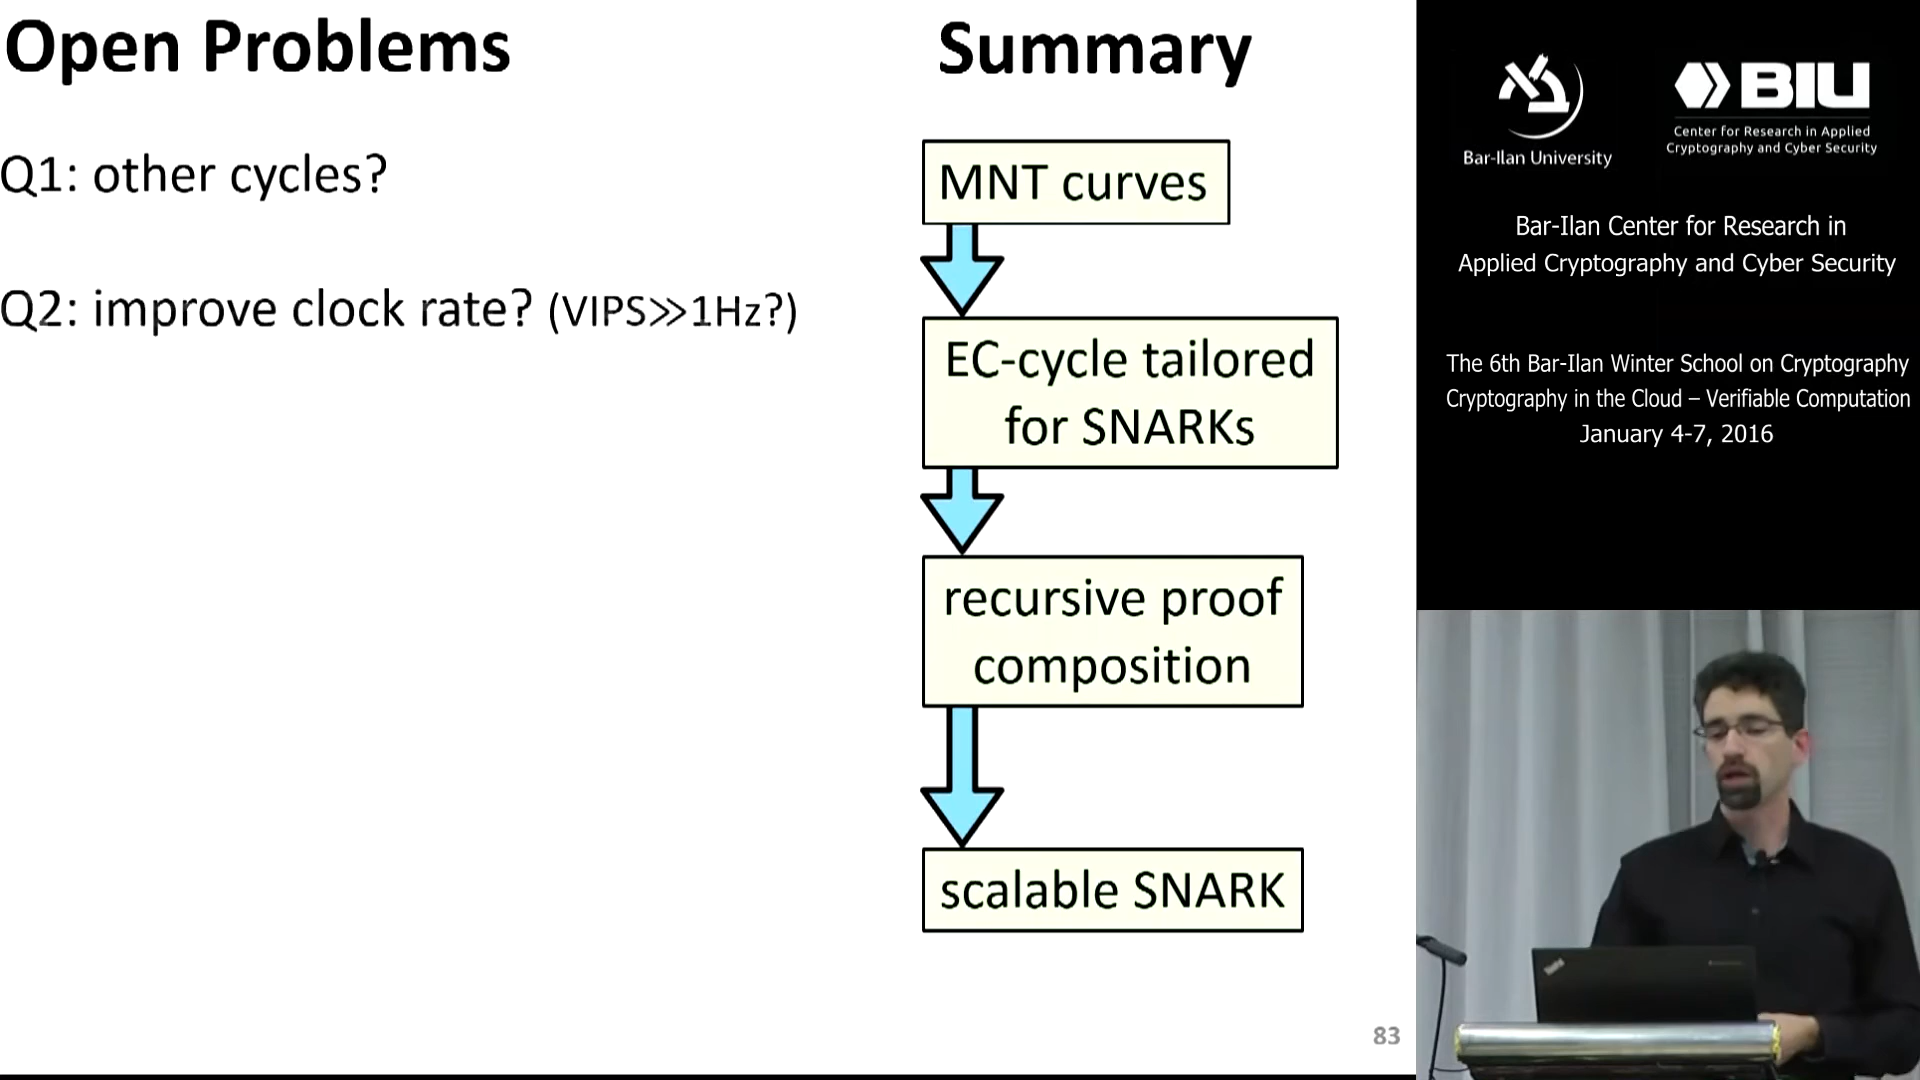 Open Problems
Q1: other cycles?
Q2: improve clock rate? (VIPS≫1Hz?)
Summary
MNT curves
EC-cycle tailored
for SNARKs
recursive proof
composition
scalable SNARK
83
Bar-Ilan University
BIU
Center for Research in Applied
Cryptography and Cyber Security
Bar-Ilan Center for Research in
Applied Cryptography and Cyber Security
The 6th Bar-Ilan Winter School on Cryptography
Cryptography in the Cloud – Verifiable Computation
January 4-7, 2016